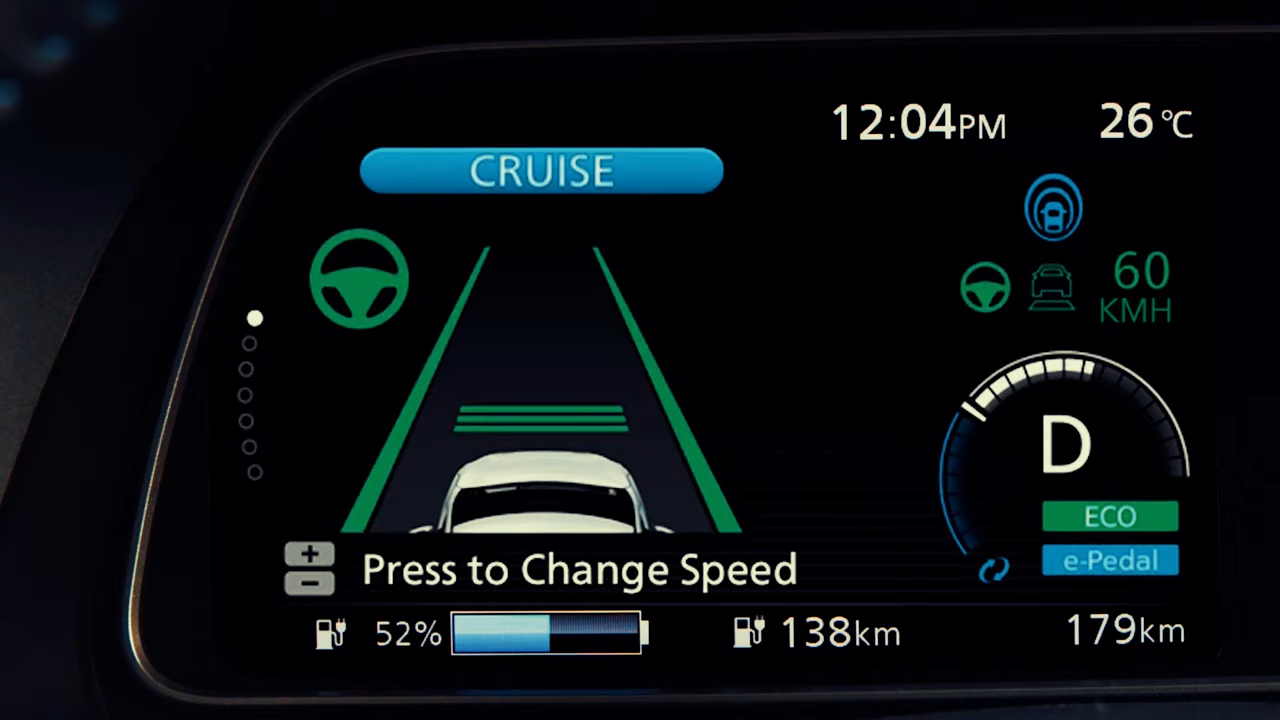 12:04PM 26°C
CRUISE
60
KMH
D
ECO
e-Pedal
+
-
Press to Change Speed
52% 138km 179km